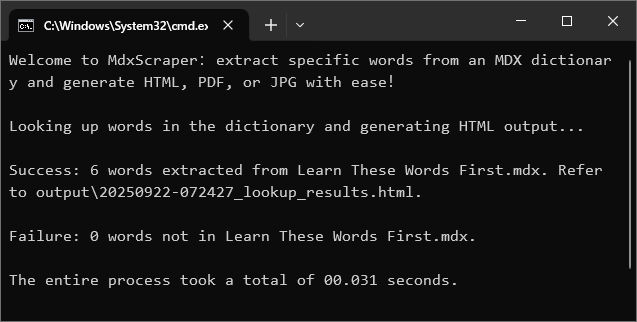 C:\Windows\System32\cmd.ex
Welcome to MdxScraper: extract specific words from an MDX dictionar
y and generate HTML, PDF, or JPG with ease!
Looking up words in the dictionary and generating HTML output...
Success: 6 words extracted from Learn These Words First.mdx. Refer
to output\20250922-072427_lookup_results.html.
Failure: 0 words not in Learn These Words First.mdx.
The entire process took a total of 00.031 seconds.